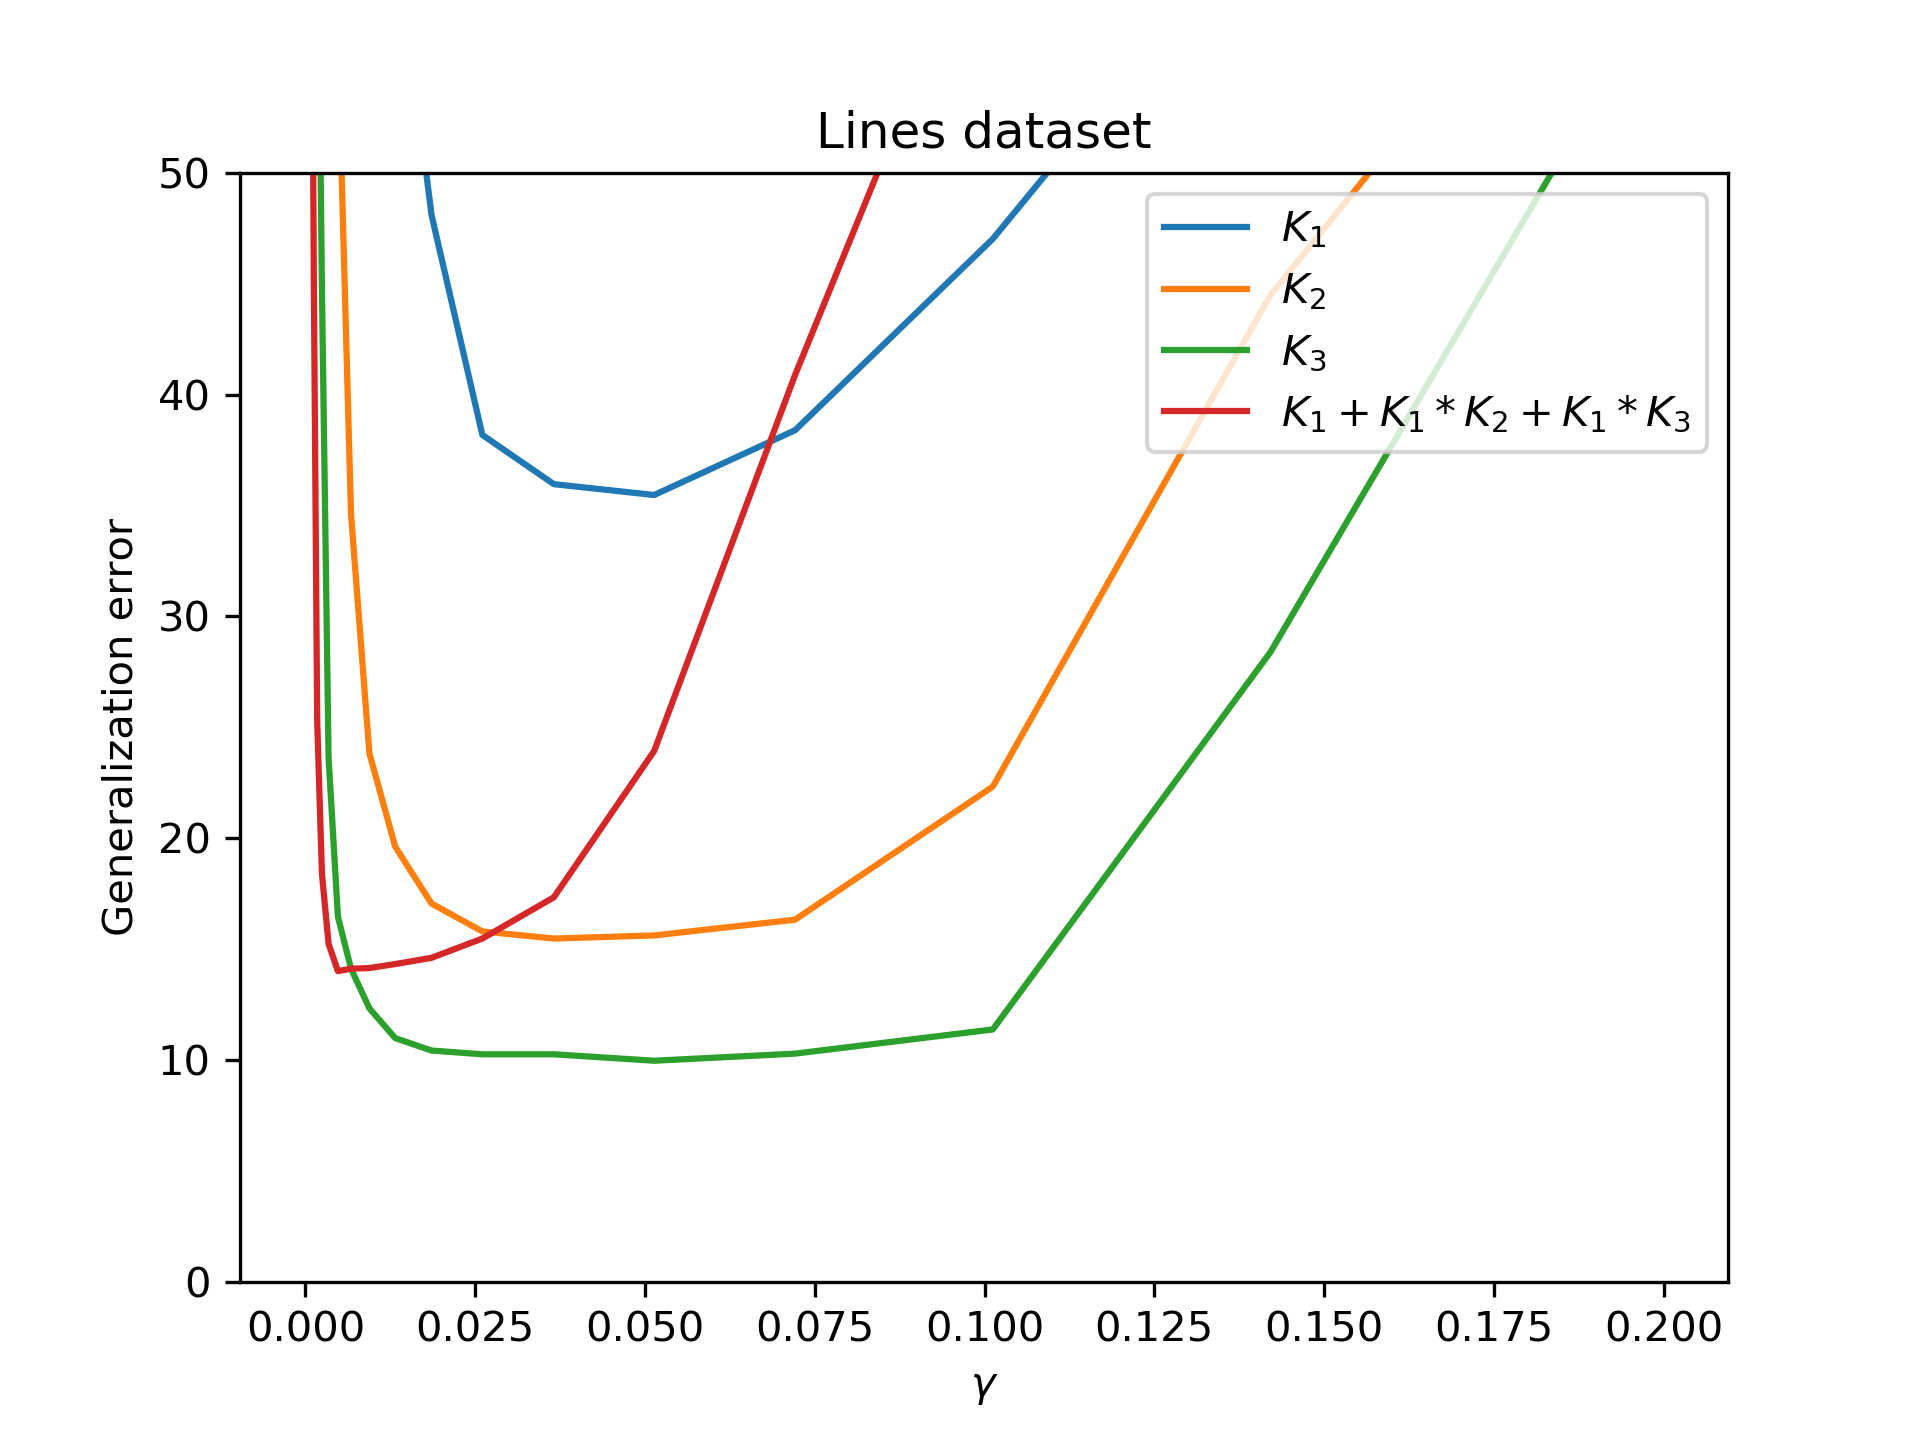 Lines dataset
Generalization error
50
40
30
20
10
0
K₁
K₂
K₃
K₁ + K₁ * K₂ + K₁ * K₃
0.000 0.025 0.050 0.075 0.100 0.125 0.150 0.175 0.200
γ